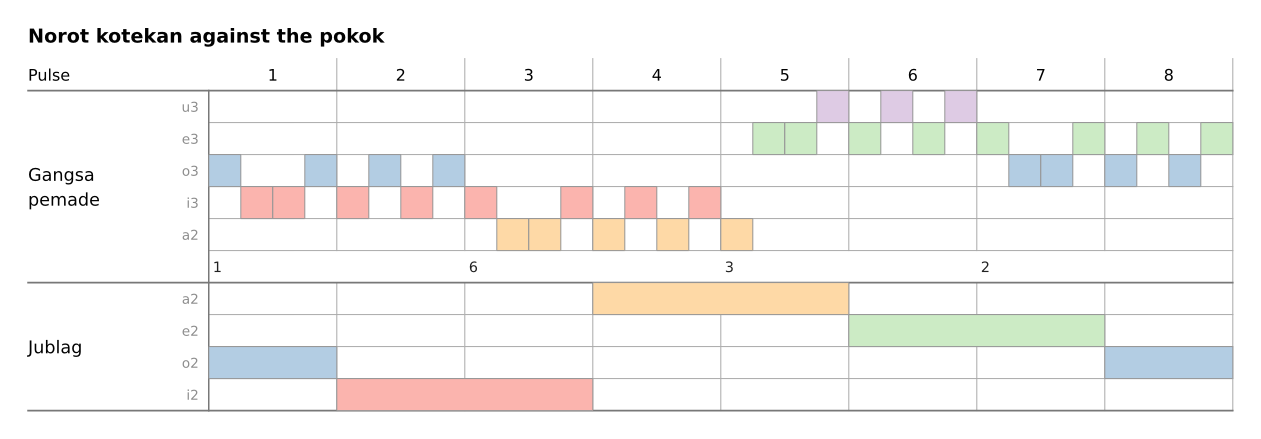 Norot kotekan against the pokok
Pulse 1 2 3 4 5 6 7 8
u3
e3
o3
i3
a2
Gangsa
pemade
1 6 3 2
a2
e2
o2
i2
Jublag